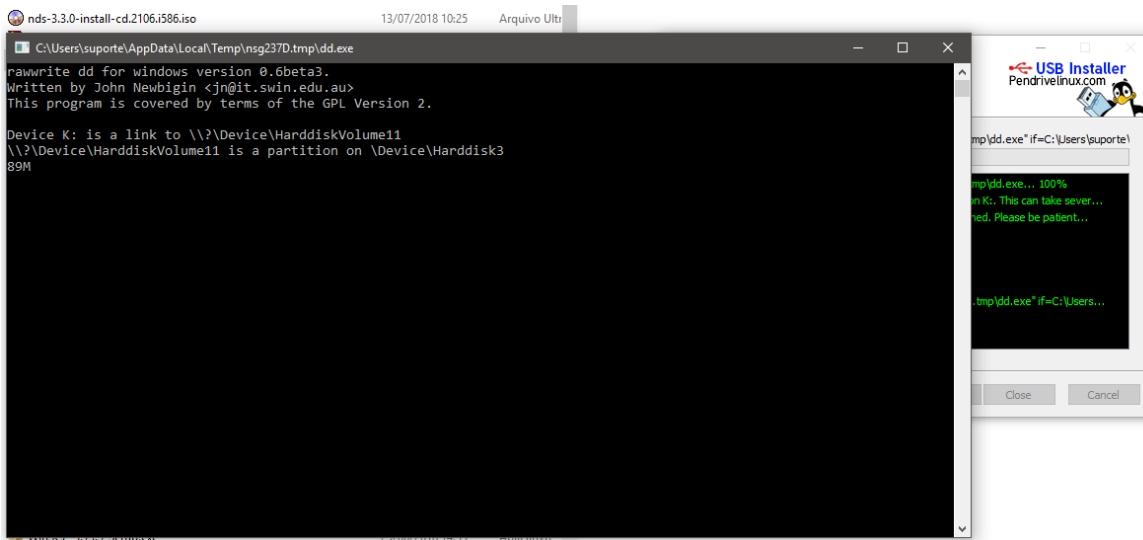 nds-3.3.0-install-cd.2106.i586.iso 13/07/2018 10:25 Arquivo Ultr
C:\Users\suporte\AppData\Local\Temp\nsg237D.tmp\dd.exe
rawwrite dd for windows version 0.6beta3.
Written by John Newbigin <jn@it.swin.edu.au>
This program is covered by terms of the GPL Version 2.
Device K: is a link to \\?\Device\HarddiskVolume11
\\?\Device\HarddiskVolume11 is a partition on \Device\Harddisk3
89M
USB Installer
Pendrivelinux.com
mp\dd.exe" if=C:\Users\suporte\
mp\dd.exe... 100%
on K:. This can take sever...
ned. Please be patient...
.tmp\dd.exe" if=C:\Users...
Close Cancel